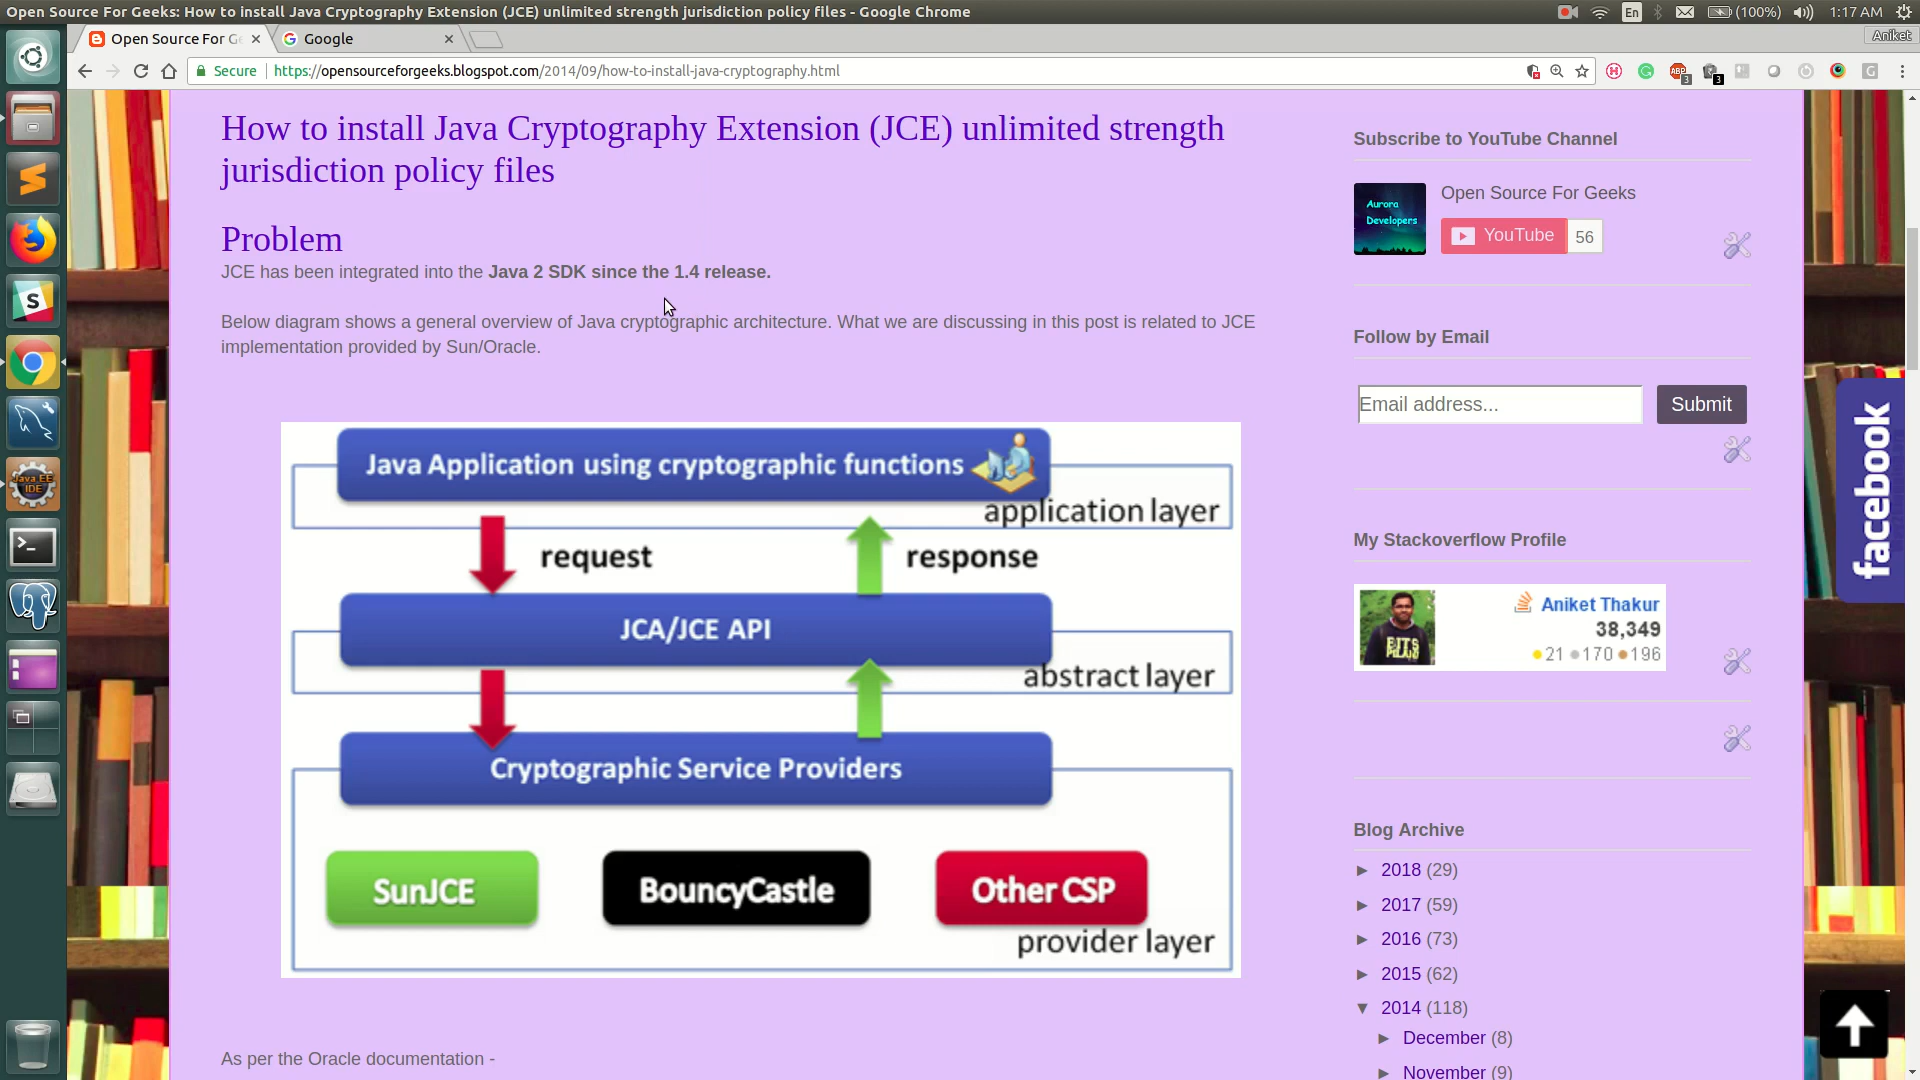 Open Source For Geeks: How to install Java Cryptography Extension (JCE) unlimited strength jurisdiction policy files - Google Chrome
En
(100%)
1:17 AM
Open Source For Ge
Google
Aniket
Secure
https://opensourceforgeeks.blogspot.com/2014/09/how-to-install-java-cryptography.html
ABP
3
3
How to install Java Cryptography Extension (JCE) unlimited strength
jurisdiction policy files
Problem
JCE has been integrated into the Java 2 SDK since the 1.4 release.
Below diagram shows a general overview of Java cryptographic architecture. What we are discussing in this post is related to JCE
implementation provided by Sun/Oracle.
Java Application using cryptographic functions
application layer
request
response
JCA/JCE API
abstract layer
Cryptographic Service Providers
SunJCE
BouncyCastle
Other CSP
provider layer
As per the Oracle documentation -
Subscribe to YouTube Channel
Aurora
Developers
Open Source For Geeks
YouTube
56
Follow by Email
Email address...
Submit
My Stackoverflow Profile
Aniket Thakur
38,349
21 170 196
Blog Archive
► 2018 (29)
► 2017 (59)
► 2016 (73)
► 2015 (62)
▼ 2014 (118)
► December (8)
► November (9)
facebook
Java EE
IDE